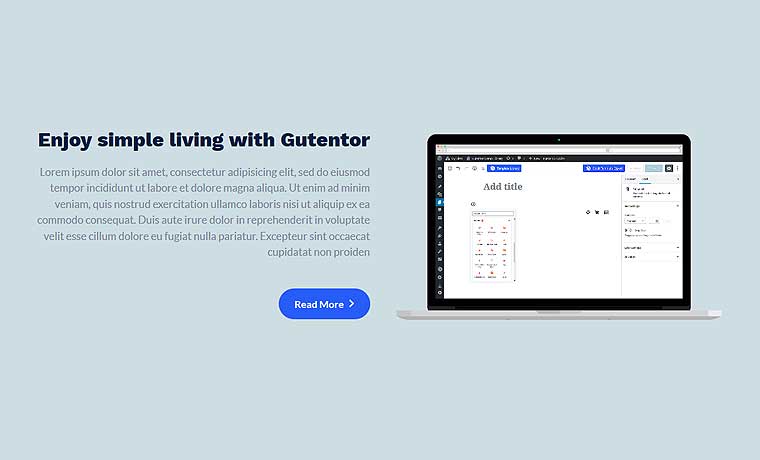 Enjoy simple living with Gutentor
Lorem ipsum dolor sit amet, consectetur adipisicing elit, sed do eiusmod
tempor incididunt ut labore et dolore magna aliqua. Ut enim ad minim
veniam, quis nostrud exercitation ullamco laboris nisi ut aliquip ex ea
commodo consequat. Duis aute irure dolor in reprehenderit in voluptate
velit esse cillum dolore eu fugiat nulla pariatur. Excepteur sint occaecat
cupidatat non proiden
Read More
Add title